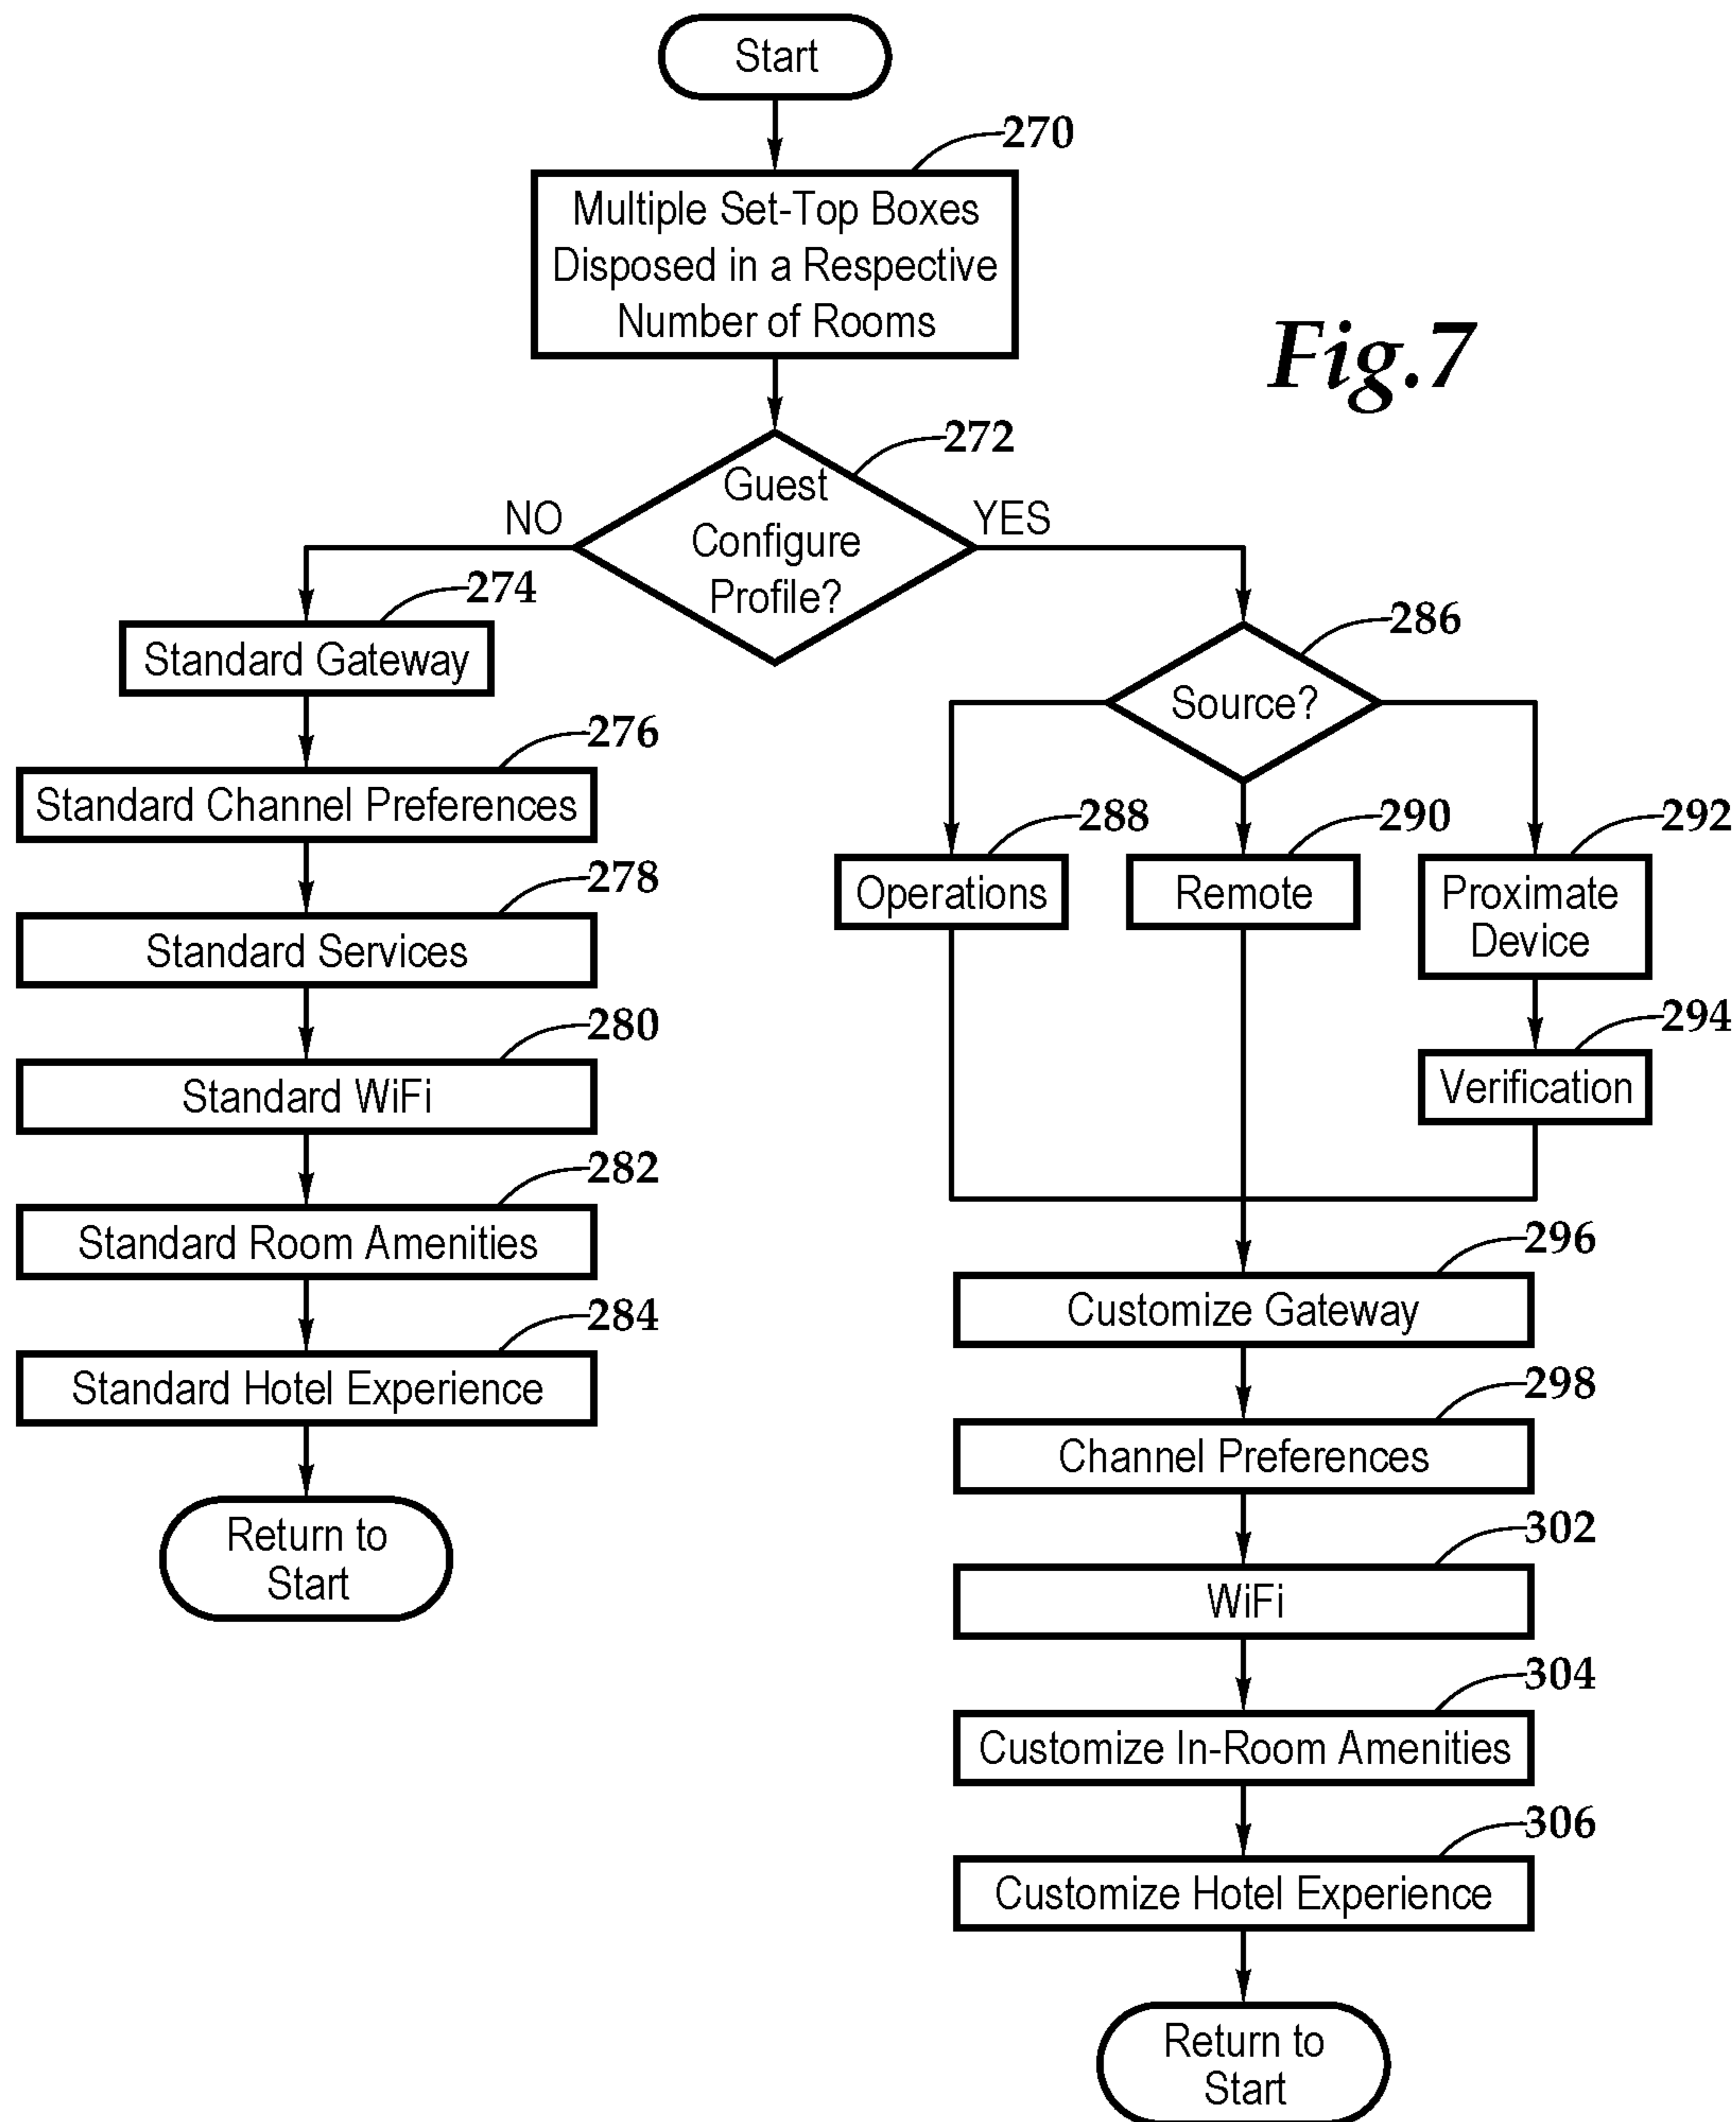 Start
270
Multiple Set-Top Boxes
Disposed in a Respective
Number of Rooms
Fig.7
272
Guest
Configure
Profile?
NO
YES
274
Standard Gateway
276
Standard Channel Preferences
278
Standard Services
280
Standard WiFi
282
Standard Room Amenities
284
Standard Hotel Experience
Return to
Start
286
Source?
288
Operations
290
Remote
292
Proximate
Device
294
Verification
296
Customize Gateway
298
Channel Preferences
302
WiFi
304
Customize In-Room Amenities
306
Customize Hotel Experience
Return to
Start